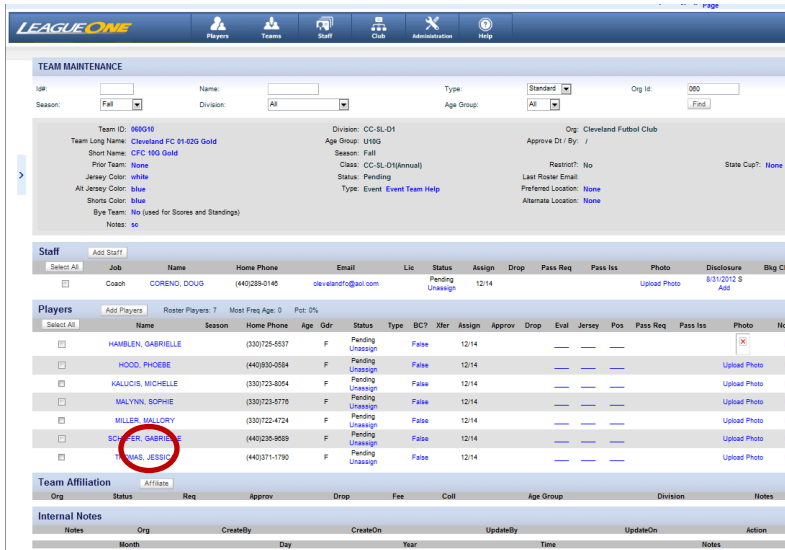 Page
LEAGUEONE Players Teams Staff Club Administration Help
TEAM MAINTENANCE
Id#: Name: Type: Standard Org Id: 060
Season: Fall Division: All Age Group: All Find
Team ID: 060G10 Division: CC-SL-D1 Org: Cleveland Futbol Club
Team Long Name: Cleveland FC 01-02G Gold Age Group: U10G Approve Dt / By: /
Short Name: CFC 10G Gold Season: Fall
Prior Team: None Class: CC-SL-D1(Annual) Restrict?: No State Cup?: None
Jersey Color: white Status: Pending Last Roster Email:
Alt Jersey Color: blue Type: Event Event Team Help Preferred Location: None
Shorts Color: blue Alternate Location: None
Bye Team: No (used for Scores and Standings)
Notes: sc
Staff Add Staff
Select All Job Name Home Phone Email Lic Status Assign Drop Pass Req Pass Iss Photo Disclosure Bkg
Coach CORENO, DOUG (440)289-0146 clevelandfc@aol.com Pending Unassign 12/14 Upload Photo 8/31/2012 S Add
Players Add Players Roster Players: 7 Most Freq Age: 0 Pct: 0%
Select All Name Season Home Phone Age Gdr Status Type BC? Xfer Assign Approv Drop Eval Jersey Pos Pass Req Pass Iss Photo
HAMBLEN, GABRIELLE (330)725-5537 F Pending Unassign False 12/14
HOOD, PHOEBE (440)930-0584 F Pending Unassign False 12/14 Upload Photo
KALUCIS, MICHELLE (330)723-8054 F Pending Unassign False 12/14 Upload Photo
MALYNN, SOPHIE (330)723-5776 F Pending Unassign False 12/14 Upload Photo
MILLER, MALLORY (330)722-4724 F Pending Unassign False 12/14 Upload Photo
GABRIELLE (440)236-9689 F Pending Unassign False 12/14 Upload Photo
THOMAS, JESSICA (440)371-1790 F Pending Unassign False 12/14 Upload Photo
Team Affiliation Affiliate
Org Status Req Approv Drop Fee Coll Age Group Division Notes
Internal Notes
Notes Org CreateBy CreateOn UpdateBy UpdateOn Action
Month Day Year Time Notes